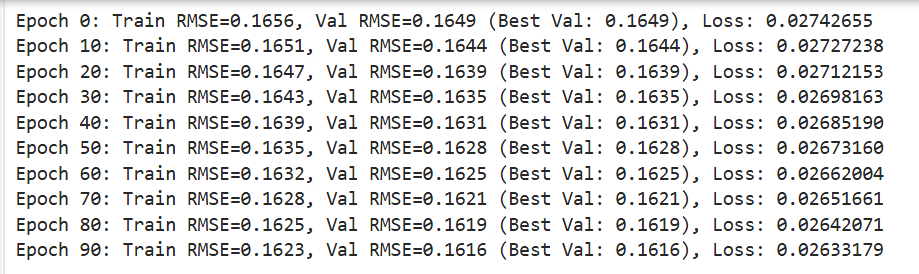 Epoch 0: Train RMSE=0.1656, Val RMSE=0.1649 (Best Val: 0.1649), Loss: 0.02742655
Epoch 10: Train RMSE=0.1651, Val RMSE=0.1644 (Best Val: 0.1644), Loss: 0.02727238
Epoch 20: Train RMSE=0.1647, Val RMSE=0.1639 (Best Val: 0.1639), Loss: 0.02712153
Epoch 30: Train RMSE=0.1643, Val RMSE=0.1635 (Best Val: 0.1635), Loss: 0.02698163
Epoch 40: Train RMSE=0.1639, Val RMSE=0.1631 (Best Val: 0.1631), Loss: 0.02685190
Epoch 50: Train RMSE=0.1635, Val RMSE=0.1628 (Best Val: 0.1628), Loss: 0.02673160
Epoch 60: Train RMSE=0.1632, Val RMSE=0.1625 (Best Val: 0.1625), Loss: 0.02662004
Epoch 70: Train RMSE=0.1628, Val RMSE=0.1621 (Best Val: 0.1621), Loss: 0.02651661
Epoch 80: Train RMSE=0.1625, Val RMSE=0.1619 (Best Val: 0.1619), Loss: 0.02642071
Epoch 90: Train RMSE=0.1623, Val RMSE=0.1616 (Best Val: 0.1616), Loss: 0.02633179